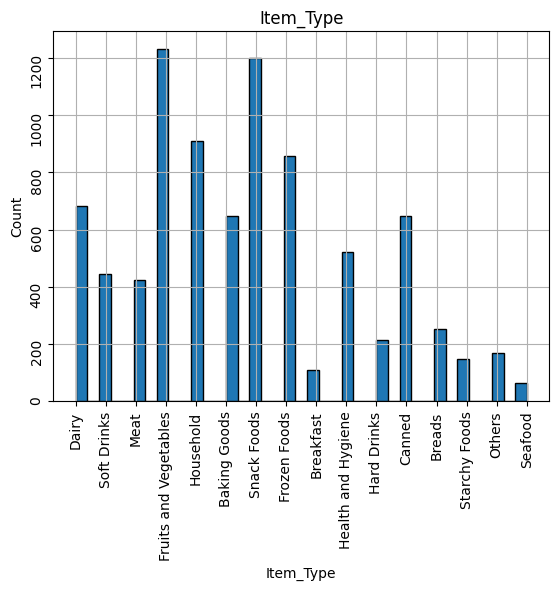 Item_Type
Count
1200
1000
800
600
400
200
0
Dairy
Soft Drinks
Meat
Fruits and Vegetables
Household
Baking Goods
Snack Foods
Frozen Foods
Breakfast
Health and Hygiene
Hard Drinks
Canned
Breads
Starchy Foods
Others
Seafood
Item_Type